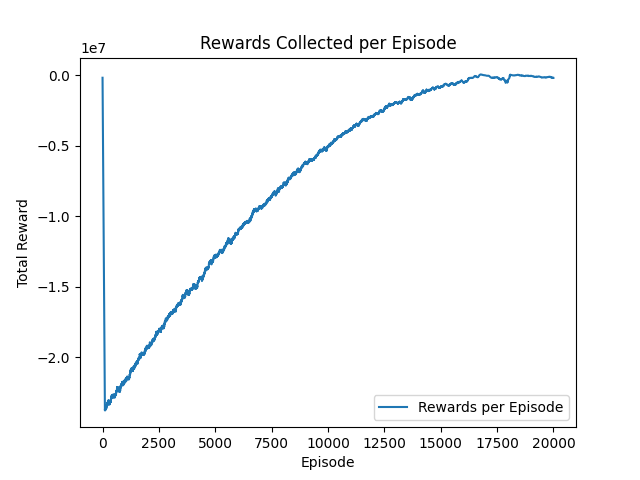 Rewards Collected per Episode
1e7
0.0
−0.5
−1.0
−1.5
−2.0
Total Reward
Rewards per Episode
0 2500 5000 7500 10000 12500 15000 17500 20000
Episode